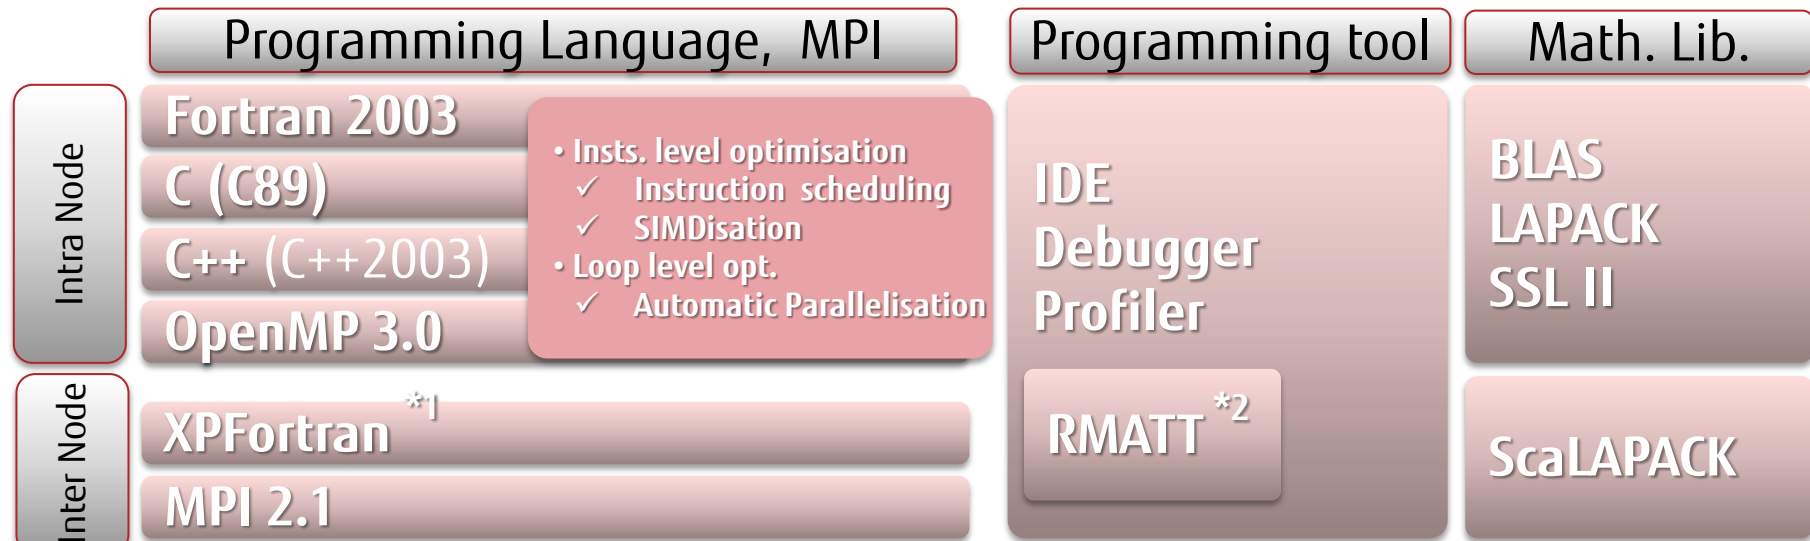 Programming Language, MPI
Programming tool
Math. Lib.
Intra Node
Fortran 2003
C (C89)
C++ (C++2003)
OpenMP 3.0
• Insts. level optimisation
✓ Instruction scheduling
✓ SIMDisation
• Loop level opt.
✓ Automatic Parallelisation
IDE
Debugger
Profiler
BLAS
LAPACK
SSL II
Inter Node
XPFortran *1
MPI 2.1
RMATT *2
ScaLAPACK